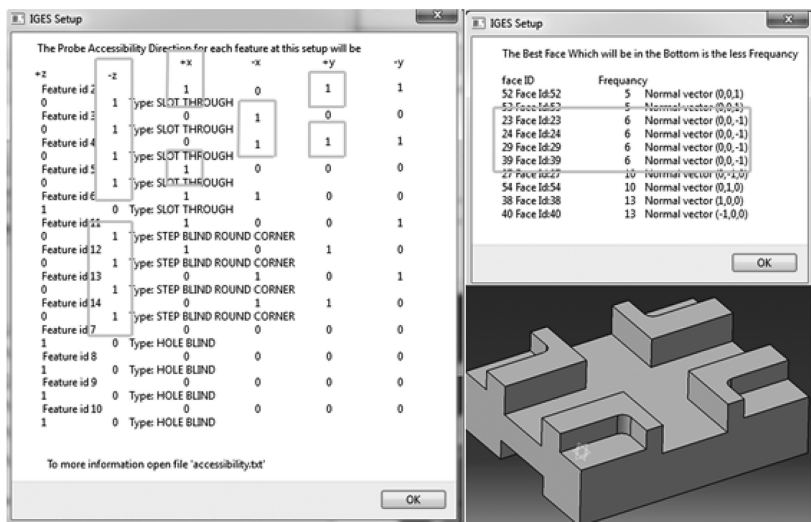 IGES Setup
The Probe Accessibility Direction for each feature at this setup will be
+x -x +y -y
+z -z
Feature id 2 1 0 1 1
0 1 Type: SLOT THROUGH
Feature id 3 0 1 0 0
0 1 Type: SLOT THROUGH
Feature id 4 0 1 1 1
0 1 Type: SLOT THROUGH
Feature id 5 1 0 0 0
0 1 Type: SLOT THROUGH
Feature id 6 1 1 0 0
1 0 Type: SLOT THROUGH
Feature id 11 1 0 0 1
0 1 Type: STEP BLIND ROUND CORNER
Feature id 12 1 0 1 0
0 1 Type: STEP BLIND ROUND CORNER
Feature id 13 0 1 0 1
0 1 Type: STEP BLIND ROUND CORNER
Feature id 14 0 1 1 0
0 1 Type: STEP BLIND ROUND CORNER
Feature id 7 0 0 0 0
1 0 Type: HOLE BLIND
Feature id 8 0 0 0 0
1 0 Type: HOLE BLIND
Feature id 9 0 0 0 0
1 0 Type: HOLE BLIND
Feature id 10 0 0 0 0
1 0 Type: HOLE BLIND
To more information open file 'accessibility.txt'
OK
IGES Setup
The Best Face Which will be in the Bottom is the less Frequancy
face ID Frequancy
52 Face Id:52 5 Normal vector (0,0,1)
53 Face Id:53 5 Normal vector (0,0,1)
23 Face Id:23 6 Normal vector (0,0,-1)
24 Face Id:24 6 Normal vector (0,0,-1)
29 Face Id:29 6 Normal vector (0,0,-1)
39 Face Id:39 6 Normal vector (0,0,-1)
27 Face Id:27 10 Normal vector (0,-1,0)
54 Face Id:54 10 Normal vector (0,1,0)
38 Face Id:38 13 Normal vector (1,0,0)
40 Face Id:40 13 Normal vector (-1,0,0)
OK